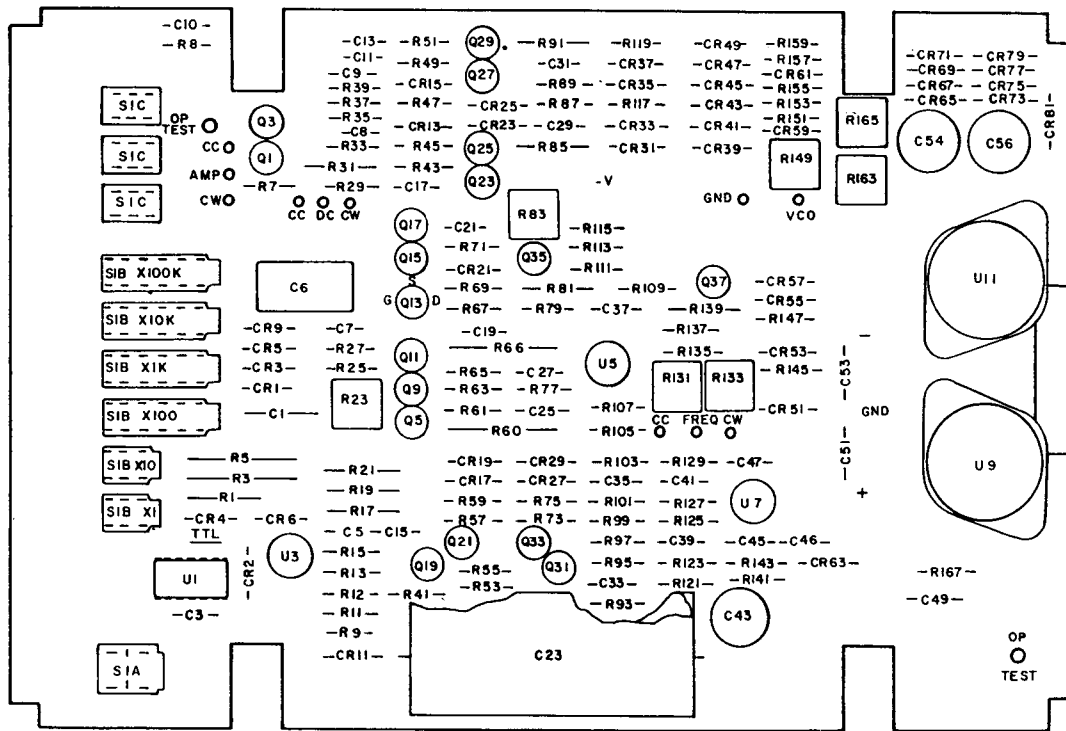 -C10-
-R8-
-C13- -R51- Q29 -R91- -R119- -CR49- -R159-
-C11- -R49- Q27 -C31- -CR37- -CR47- -R157-
-C9- -CR15- -R89- -CR35- -CR45- -CR61-
-R39- -R155-
-R37- -R47- -CR25- -R87- -R117- -CR43- -R153-
-R35- -CR13- -CR23- -C29- -CR33- -CR41- -R151-
-C8- -CR59-
-R33- -R45- Q25 -R85- -CR31- -CR39-
-R31- -R43- Q23 -V
-R7- -R29- -C17-
-CR71- -CR79-
-CR69- -CR77-
-CR67- -CR75-
-CR65- -CR73-
-CR81-
S1C
OP
TEST
Q3
S1C
CC
Q1
AMP
S1C
CW
CC DC CW
R165
C54 C56
R149
R163
GND
VCO
Q17 -C21- R83 -R115-
-R71- -R113-
Q15 -CR21- Q35 -R111-
S
G Q13 D
-R69- -R81- -R109- Q37 -CR57-
-R67- -R79- -C37- -R139- -CR55-
-R147-
U11
S1B X100K
C6
S1B X10K
-CR9- -C7- -C19- -R137-
-CR5- -R27- Q11 -R66- -R135- -CR53-
S1B X1K
-CR3- -R25- -R65- -C27- U5 R131 R133 -R145-
-CR1- R23 Q9 -R63- -R77-
S1B X100
-C1- Q5 -R61- -C25- -R107- -CR51-
-R60- -R105- CC FREQ CW
-
-C53-
GND
-C51-
+
U9
S1B X10
-R5- -R21- -CR19- -CR29- -R103- -R129- -C47-
-R3- -R19- -CR17- -CR27- -C35- -C41-
S1B X1
-R1- -R17- -R59- -R75- -R101- -R127- U7
-CR4- -CR6- -C5- -C15- -R57- -R73- -R99- -R125-
TTL
U3 -R15- Q21 Q33 -R97- -C39- -C45- -C46-
U1 -CR2- -R13- Q19 -R55- Q31 -R95- -R123- -R143- -CR63-
-R12- -R41- -R53- -C33- -R121- -R141- -R167-
-C3- -R11- -R93- C43 -C49-
-R9-
S1A
-CR11- C23
OP
TEST